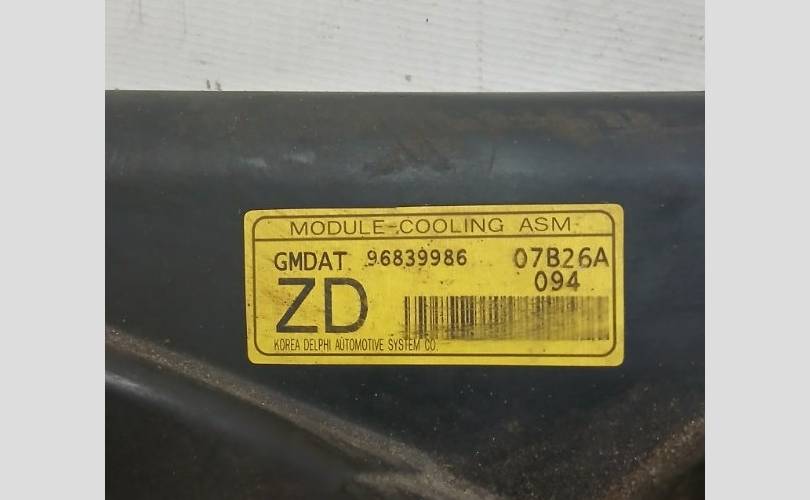 MODULE-COOLING ASM
GMDAT 96839986 07B26A
ZD 094
KOREA DELPHI AUTOMOTIVE SYSTEM CO.